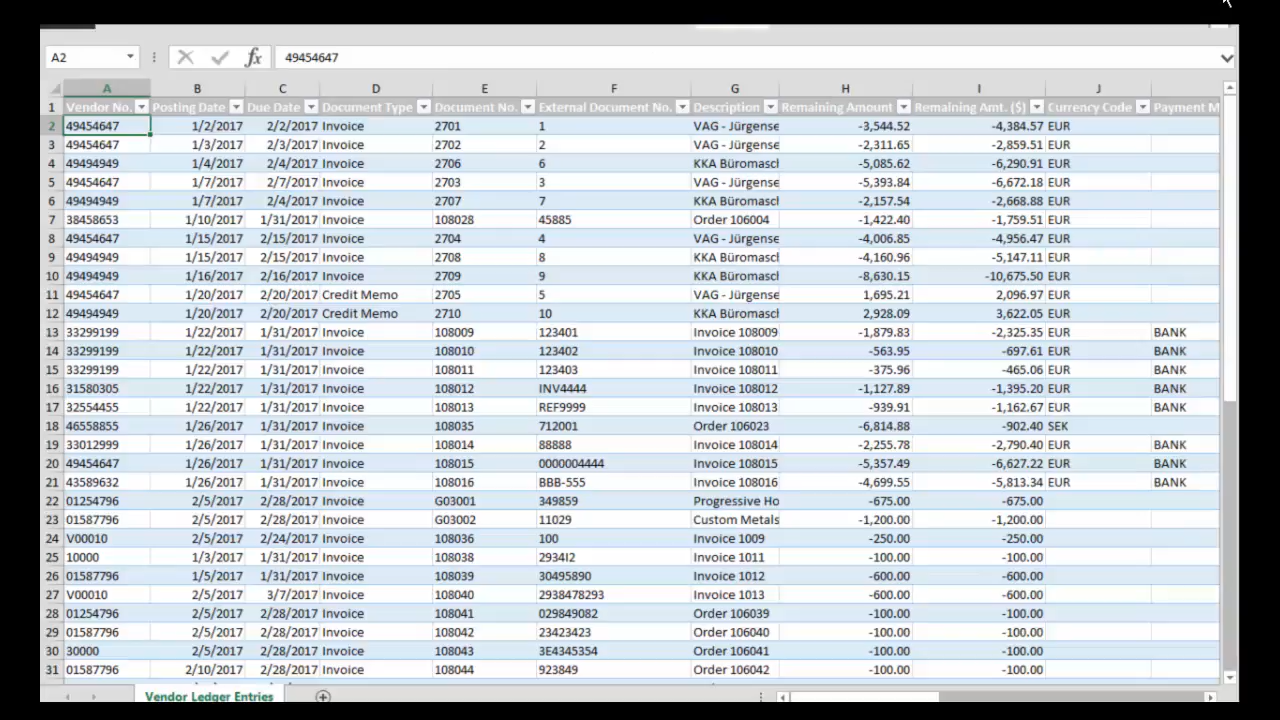 A2 fx 49454647
A B C D E F G H I J
1 Vendor No. Posting Date Due Date Document Type Document No. External Document No. Description Remaining Amount Remaining Amt. ($) Currency Code Payment M
2 49454647 1/2/2017 2/2/2017 Invoice 2701 1 VAG - Jürgense -3,544.52 -4,384.57 EUR
3 49454647 1/3/2017 2/3/2017 Invoice 2702 2 VAG - Jürgense -2,311.65 -2,859.51 EUR
4 49494949 1/4/2017 2/4/2017 Invoice 2706 6 KKA Büromasch -5,085.62 -6,290.91 EUR
5 49454647 1/7/2017 2/7/2017 Invoice 2703 3 VAG - Jürgense -5,393.84 -6,672.18 EUR
6 49494949 1/7/2017 2/4/2017 Invoice 2707 7 KKA Büromasch -2,157.54 -2,668.88 EUR
7 38458653 1/10/2017 1/31/2017 Invoice 108028 45885 Order 106004 -1,422.40 -1,759.51 EUR
8 49454647 1/15/2017 2/15/2017 Invoice 2704 4 VAG - Jürgense -4,006.85 -4,956.47 EUR
9 49494949 1/15/2017 2/15/2017 Invoice 2708 8 KKA Büromasch -4,160.96 -5,147.11 EUR
10 49494949 1/16/2017 2/16/2017 Invoice 2709 9 KKA Büromasch -8,630.15 -10,675.50 EUR
11 49454647 1/20/2017 2/20/2017 Credit Memo 2705 5 VAG - Jürgense 1,695.21 2,096.97 EUR
12 49494949 1/20/2017 2/20/2017 Credit Memo 2710 10 KKA Büromasch 2,928.09 3,622.05 EUR
13 33299199 1/22/2017 1/31/2017 Invoice 108009 123401 Invoice 108009 -1,879.83 -2,325.35 EUR BANK
14 33299199 1/22/2017 1/31/2017 Invoice 108010 123402 Invoice 108010 -563.95 -697.61 EUR BANK
15 33299199 1/22/2017 1/31/2017 Invoice 108011 123403 Invoice 108011 -375.96 -465.06 EUR BANK
16 31580305 1/22/2017 1/31/2017 Invoice 108012 INV4444 Invoice 108012 -1,127.89 -1,395.20 EUR BANK
17 32554455 1/22/2017 1/31/2017 Invoice 108013 REF9999 Invoice 108013 -939.91 -1,162.67 EUR BANK
18 46558855 1/26/2017 1/31/2017 Invoice 108035 712001 Order 106023 -6,814.88 -902.40 SEK
19 33012999 1/26/2017 1/31/2017 Invoice 108014 88888 Invoice 108014 -2,255.78 -2,790.40 EUR BANK
20 49454647 1/26/2017 1/31/2017 Invoice 108015 0000004444 Invoice 108015 -5,357.49 -6,627.22 EUR BANK
21 43589632 1/26/2017 1/31/2017 Invoice 108016 BBB-555 Invoice 108016 -4,699.55 -5,813.34 EUR BANK
22 01254796 2/5/2017 2/28/2017 Invoice G03001 349859 Progressive Ho -675.00 -675.00
23 01587796 2/5/2017 2/28/2017 Invoice G03002 11029 Custom Metals -1,200.00 -1,200.00
24 V00010 2/5/2017 2/24/2017 Invoice 108036 100 Invoice 1009 -250.00 -250.00
25 10000 1/3/2017 1/31/2017 Invoice 108038 2934I2 Invoice 1011 -100.00 -100.00
26 01587796 1/5/2017 1/31/2017 Invoice 108039 30495890 Invoice 1012 -600.00 -600.00
27 V00010 2/5/2017 3/7/2017 Invoice 108040 2938478293 Invoice 1013 -600.00 -600.00
28 01254796 2/5/2017 2/28/2017 Invoice 108041 029849082 Order 106039 -100.00 -100.00
29 01587796 2/5/2017 2/28/2017 Invoice 108042 23423423 Order 106040 -100.00 -100.00
30 30000 2/5/2017 2/28/2017 Invoice 108043 3E4345354 Order 106041 -100.00 -100.00
31 01587796 2/10/2017 2/28/2017 Invoice 108044 923849 Order 106042 -100.00 -100.00
Vendor Ledger Entries